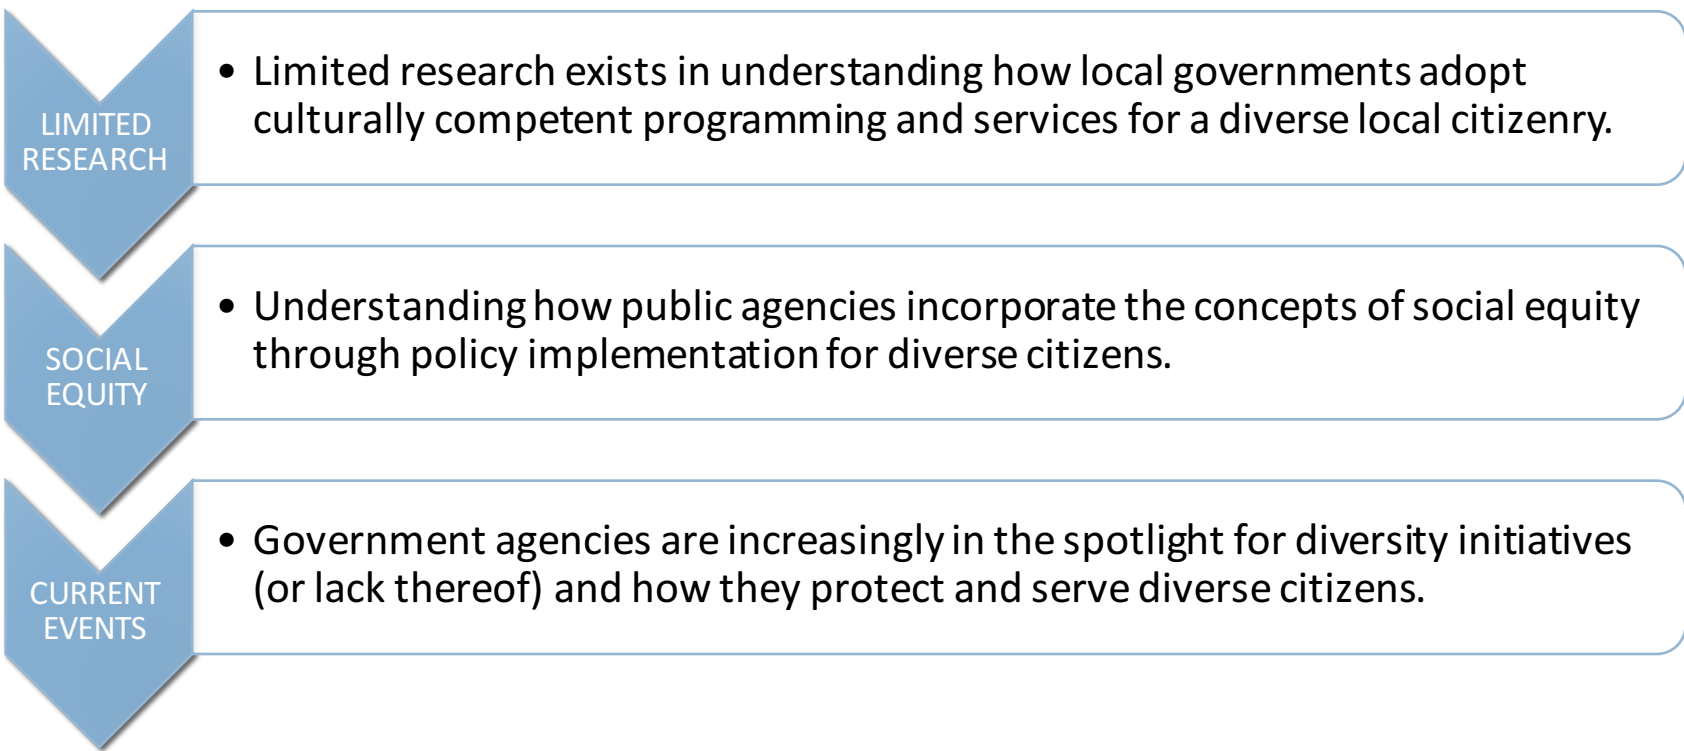 LIMITED
RESEARCH
• Limited research exists in understanding how local governments adopt
culturally competent programming and services for a diverse local citizenry.
SOCIAL
EQUITY
• Understanding how public agencies incorporate the concepts of social equity
through policy implementation for diverse citizens.
CURRENT
EVENTS
• Government agencies are increasingly in the spotlight for diversity initiatives
(or lack thereof) and how they protect and serve diverse citizens.